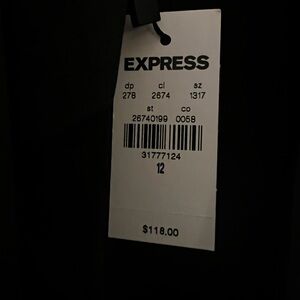 EXPRESS
dp cl sz
278 2674 1317
st co
26740199 0058
31777124
12
$118.00